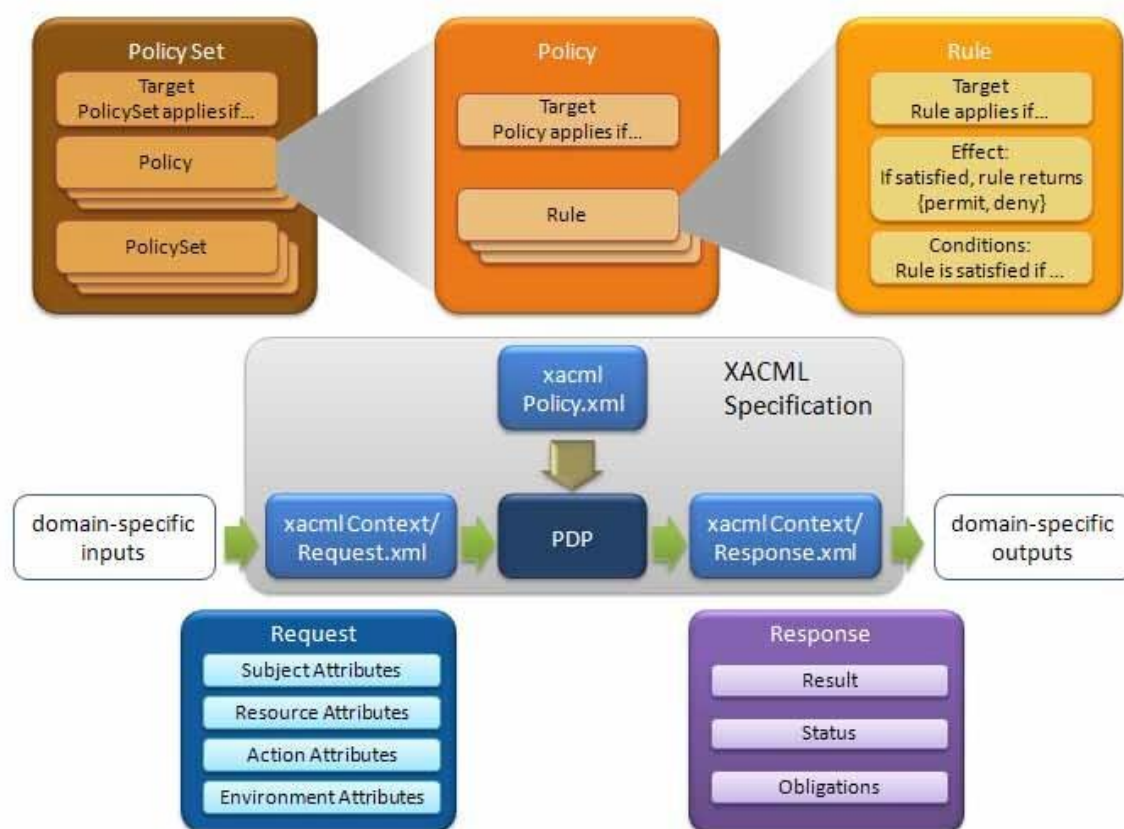 Policy Set
Target
PolicySet applies if...
Policy
PolicySet
Policy
Target
Policy applies if...
Rule
Rule
Target
Rule applies if...
Effect:
If satisfied, rule returns
{permit, deny}
Conditions:
Rule is satisfied if ...
xacml
Policy.xml
XACML
Specification
domain-specific
inputs
xacml Context/
Request.xml
PDP
xacml Context/
Response.xml
domain-specific
outputs
Request
Subject Attributes
Resource Attributes
Action Attributes
Environment Attributes
Response
Result
Status
Obligations